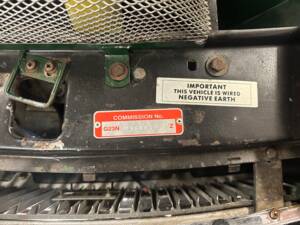 IMPORTANT
THIS VEHICLE IS WIRED
NEGATIVE EARTH
COMMISSION No.
G23N